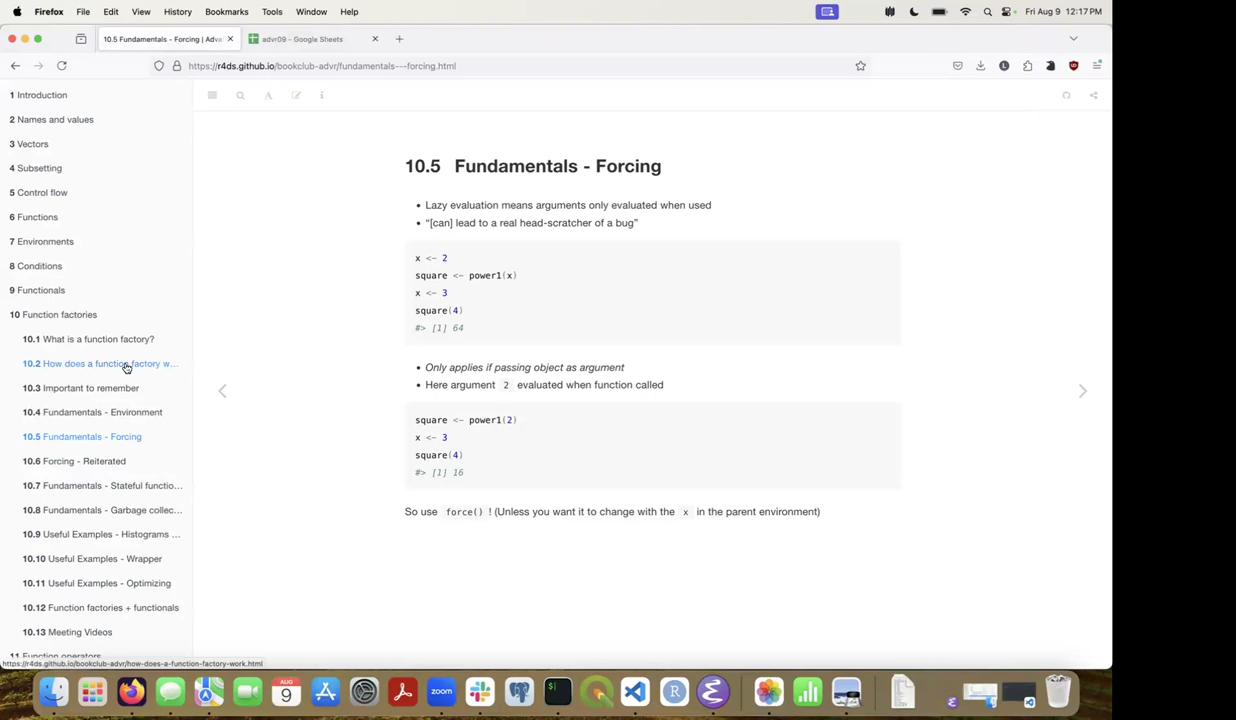 Firefox File Edit View History Bookmarks Tools Window Help Fri Aug 9 12:17 PM
10.5 Fundamentals - Forcing | Adva
advr09 – Google Sheets
https://r4ds.github.io/bookclub-advr/fundamentals---forcing.html
1 Introduction
2 Names and values
3 Vectors
4 Subsetting
5 Control flow
6 Functions
7 Environments
8 Conditions
9 Functionals
10 Function factories
10.1 What is a function factory?
10.2 How does a function factory w…
10.3 Important to remember
10.4 Fundamentals - Environment
10.5 Fundamentals - Forcing
10.6 Forcing - Reiterated
10.7 Fundamentals - Stateful functio…
10.8 Fundamentals - Garbage collec…
10.9 Useful Examples - Histograms …
10.10 Useful Examples - Wrapper
10.11 Useful Examples - Optimizing
10.12 Function factories + functionals
10.13 Meeting Videos
11 Function operators
https://r4ds.github.io/bookclub-advr/how-does-a-function-factory-work.html
10.5 Fundamentals - Forcing
• Lazy evaluation means arguments only evaluated when used
• “[can] lead to a real head-scratcher of a bug”
x <- 2
square <- power1(x)
x <- 3
square(4)
#> [1] 64
• Only applies if passing object as argument
• Here argument 2 evaluated when function called
square <- power1(2)
x <- 3
square(4)
#> [1] 16
So use force() ! (Unless you want it to change with the x in the parent environment)
AUG
9
zoom